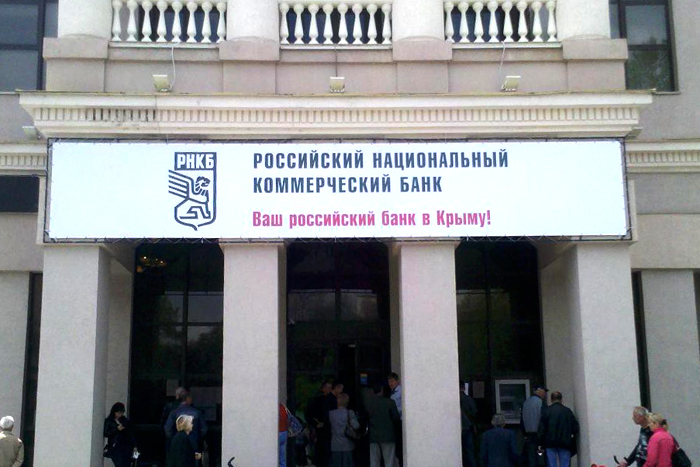 РНКБ
РОССИЙСКИЙ НАЦИОНАЛЬНЫЙ
КОММЕРЧЕСКИЙ БАНК
Ваш российский банк в Крыму!